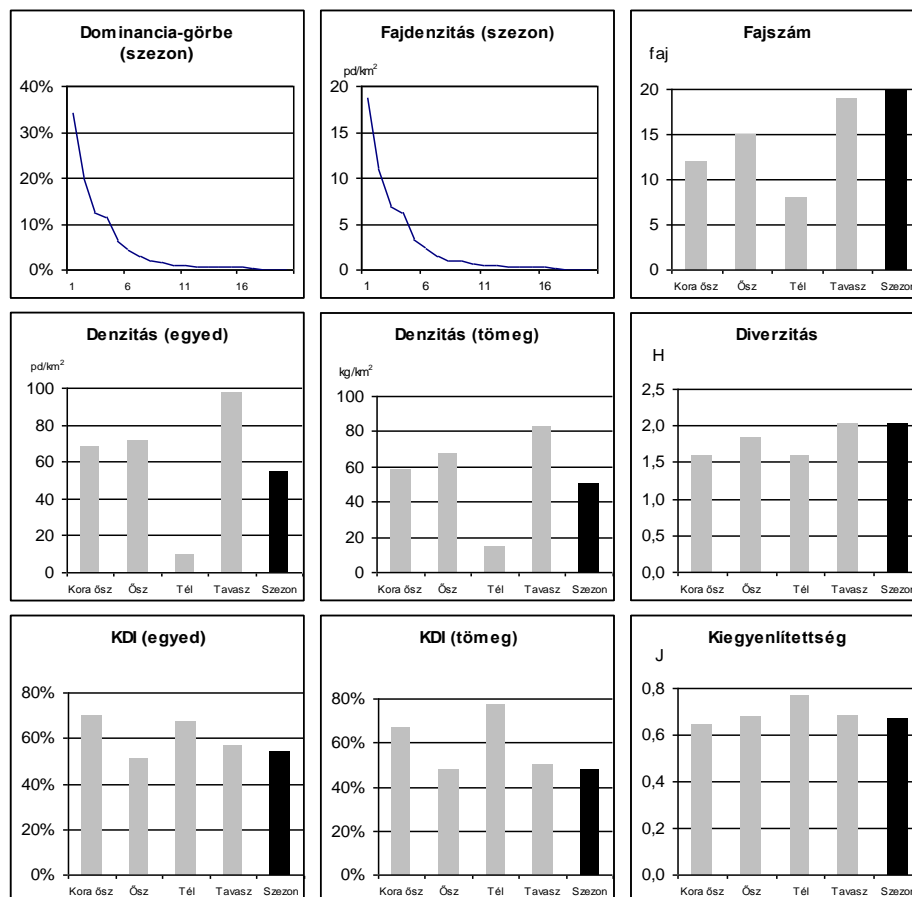 Dominancia-görbe
(szezon)
40%
30%
20%
10%
0%
1 6 11 16
Fajdenzitás (szezon)
pd/km²
20
15
10
5
0
1 6 11 16
Fajszám
faj
20
15
10
5
0
Kora ősz Ősz Tél Tavasz Szezon
Denzitás (egyed)
pd/km²
100
80
60
40
20
0
Kora ősz Ősz Tél Tavasz Szezon
Denzitás (tömeg)
kg/km²
100
80
60
40
20
0
Kora ősz Ősz Tél Tavasz Szezon
Diverzitás
H
2,5
2,0
1,5
1,0
0,5
0,0
Kora ősz Ősz Tél Tavasz Szezon
KDI (egyed)
80%
60%
40%
20%
0%
Kora ősz Ősz Tél Tavasz Szezon
KDI (tömeg)
80%
60%
40%
20%
0%
Kora ősz Ősz Tél Tavasz Szezon
Kiegyenlítettség
J
0,8
0,6
0,4
0,2
0,0
Kora ősz Ősz Tél Tavasz Szezon